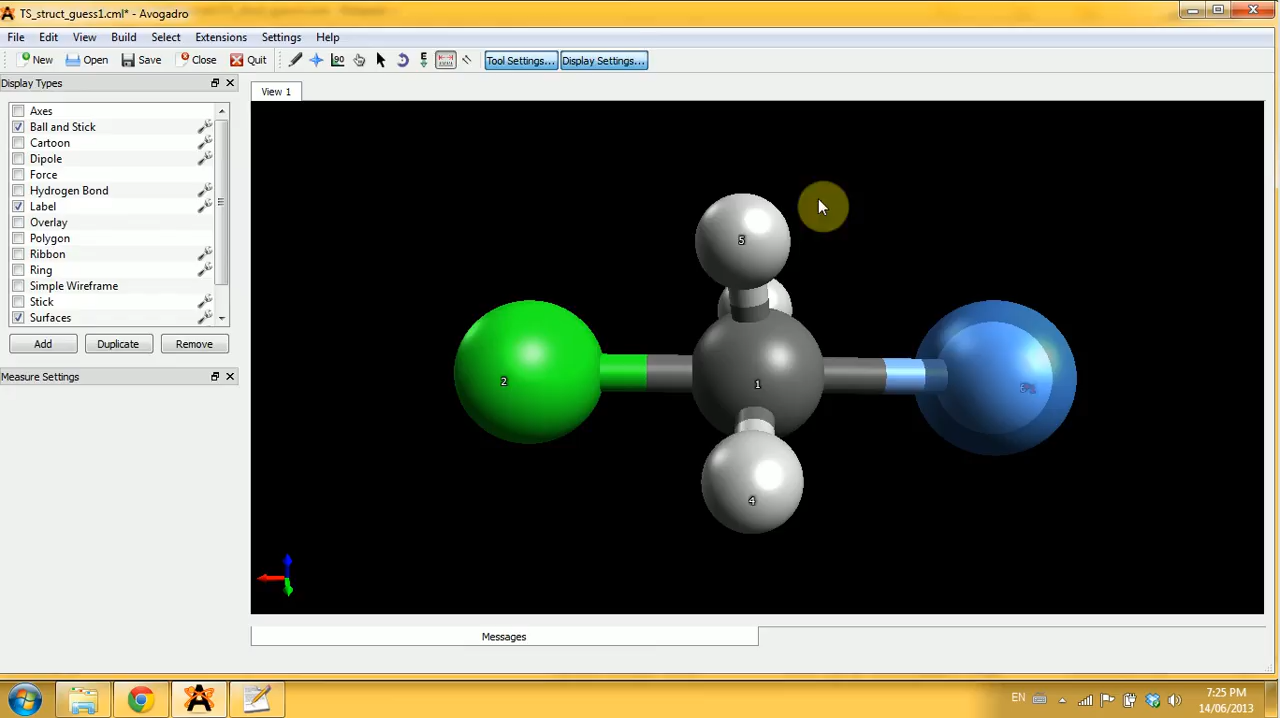 TS_struct_guess1.cml* - Avogadro
File Edit View Build Select Extensions Settings Help
New Open Save Close Quit Tool Settings... Display Settings...
Display Types
View 1
Axes
Ball and Stick
Cartoon
Dipole
Force
Hydrogen Bond
Label
Overlay
Polygon
Ribbon
Ring
Simple Wireframe
Stick
Surfaces
Add Duplicate Remove
Measure Settings
5
2
1
4
Messages
EN
7:25 PM
14/06/2013